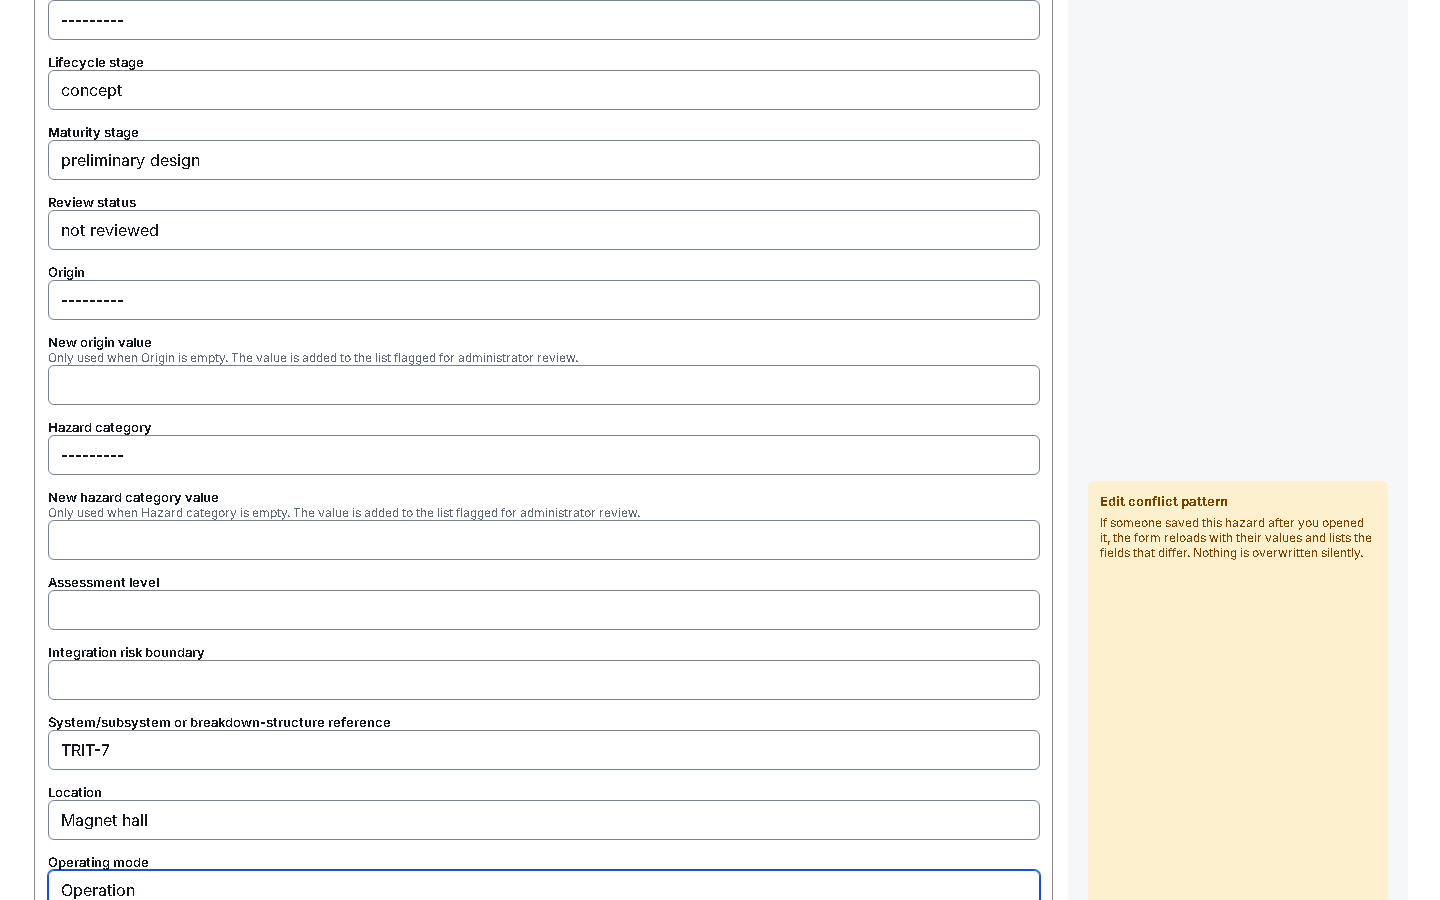 ---------
Lifecycle stage
concept
Maturity stage
preliminary design
Review status
not reviewed
Origin
---------
New origin value
Only used when Origin is empty. The value is added to the list flagged for administrator review.
Hazard category
---------
New hazard category value
Only used when Hazard category is empty. The value is added to the list flagged for administrator review.
Assessment level
Integration risk boundary
System/subsystem or breakdown-structure reference
TRIT-7
Location
Magnet hall
Operating mode
Operation
Edit conflict pattern
If someone saved this hazard after you opened
it, the form reloads with their values and lists the
fields that differ. Nothing is overwritten silently.